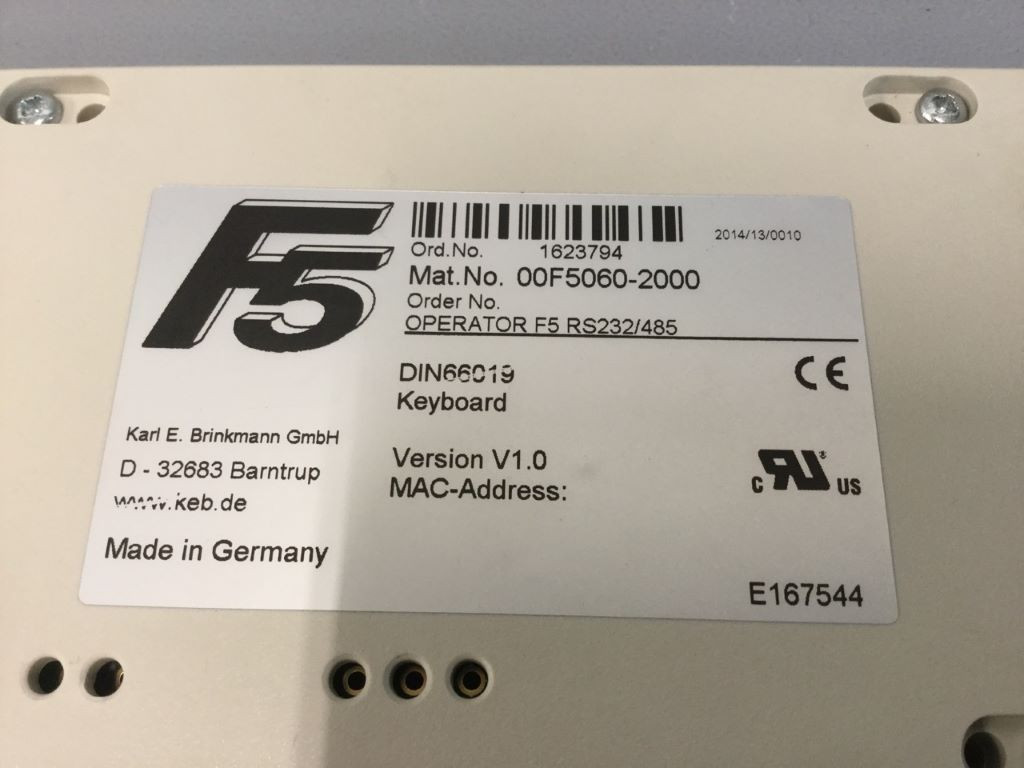 F5
2014/13/0010
Ord.No. 1623794
Mat.No. 00F5060-2000
Order No.
OPERATOR F5 RS232/485
DIN66019
Keyboard
CE
Karl E. Brinkmann GmbH
D - 32683 Barntrup
www.keb.de
Version V1.0
MAC-Address:
c RU® US
Made in Germany
E167544